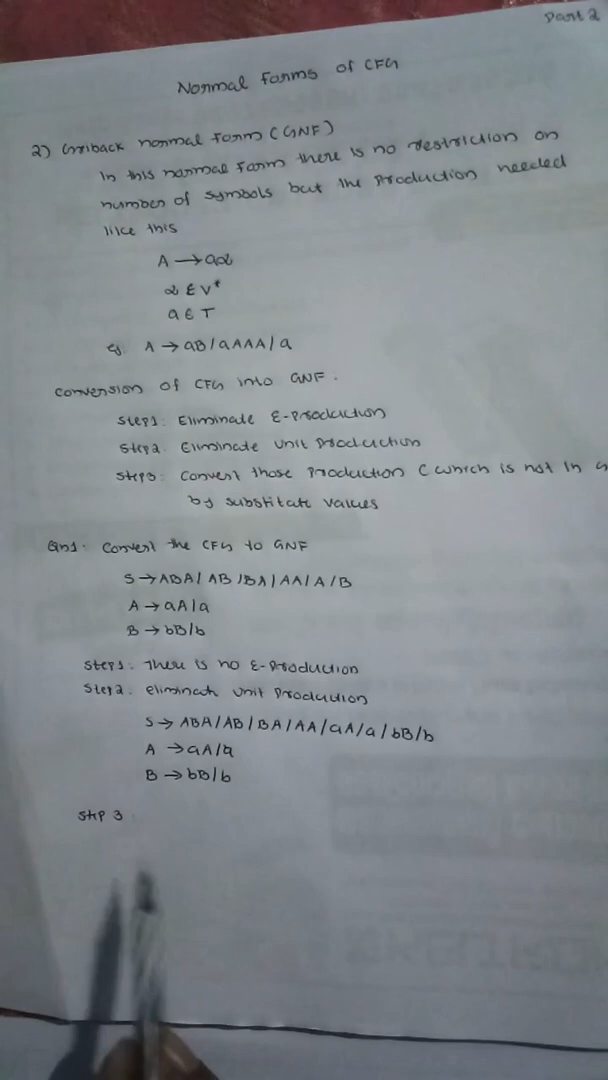 Part 2
Normal Forms of CFG
2) Griback normal form (GNF)
In this normal form there is no restriction on
number of symbols but the production needed
like this
A → aα
α ∈ V*
a ∈ T
eg. A → aB/aAAA/a
Conversion of CFG into GNF.
Step1: Eliminate ε-production
Step2: Eliminate unit production
Step3: Convert those production (which is not in G
by substitute values
Qn1: Convert the CFG to GNF
S → ABA/AB/BA/AA/A/B
A → aA/a
B → bB/b
Step1: There is no ε-production
Step2: eliminate unit production
S → ABA/AB/BA/AA/aA/a/bB/b
A → aA/a
B → bB/b
Step 3: